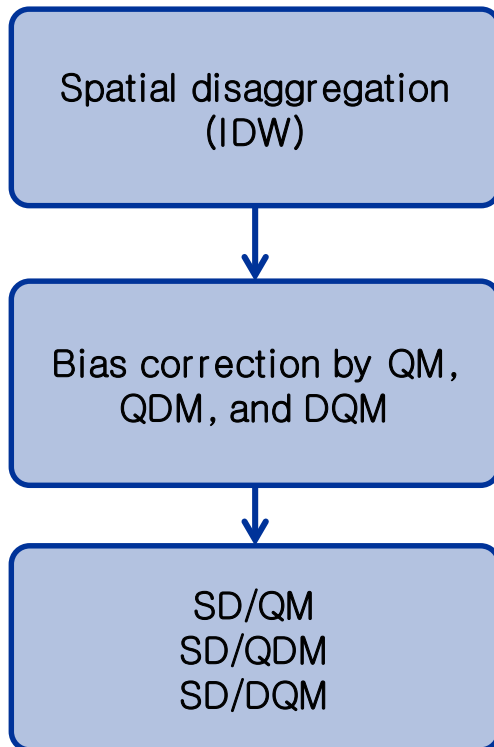 Spatial disaggregation
(IDW)
Bias correction by QM,
QDM, and DQM
SD/QM
SD/QDM
SD/DQM